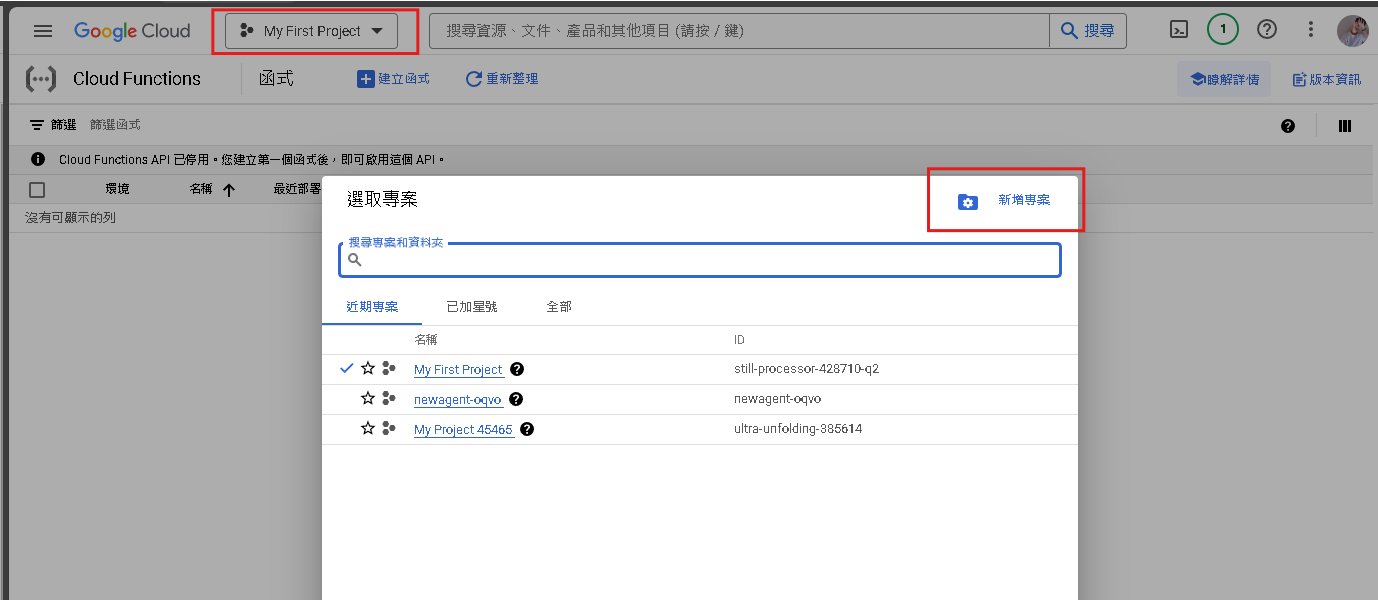 Google Cloud My First Project 搜尋資源、文件、產品和其他項目 (請按 / 鍵) 搜尋 1
Cloud Functions 函式 建立函式 重新整理 瞭解詳情 版本資訊
篩選 篩選函式
Cloud Functions API 已停用。您建立第一個函式後，即可啟用這個 API。
環境 名稱 最近部署
沒有可顯示的列
選取專案 新增專案
搜尋專案和資料夾
近期專案 已加星號 全部
名稱 ID
My First Project still-processor-428710-q2
newagent-oqvo newagent-oqvo
My Project 45465 ultra-unfolding-385614